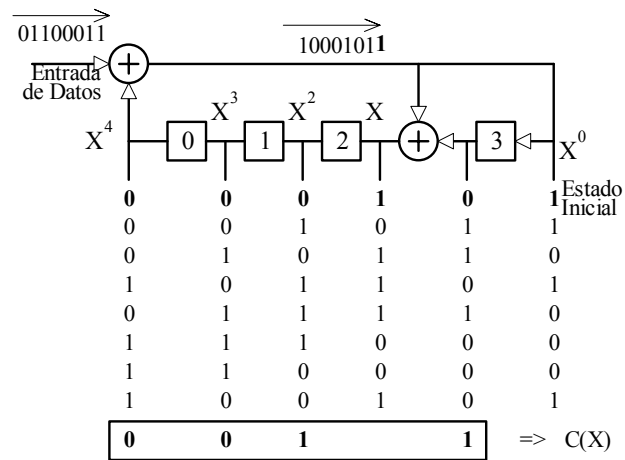 01100011
10001011
Entrada
de Datos
X^4
0
X^3
1
X^2
2
X
3
X^0
0 0 0 1 0 1 Estado
Inicial
0 0 1 0 1 1
0 1 0 1 1 0
1 0 1 1 0 1
0 1 1 1 1 0
1 1 1 0 0 0
1 1 0 0 0 0
1 0 0 1 0 1
0 0 1 1 => C(X)